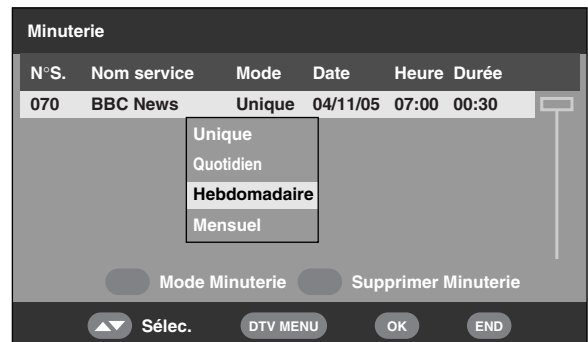 Minuterie
N°S. Nom service Mode Date Heure Durée
070 BBC News Unique 04/11/05 07:00 00:30
Unique
Quotidien
Hebdomadaire
Mensuel
Mode Minuterie Supprimer Minuterie
Sélec. DTV MENU OK END